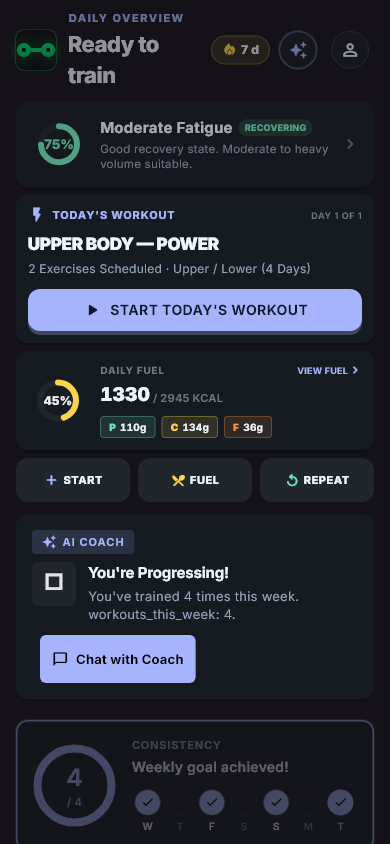 DAILY OVERVIEW
Ready to
train
7 d
75%
Moderate Fatigue RECOVERING
Good recovery state. Moderate to heavy
volume suitable.
TODAY'S WORKOUT DAY 1 OF 1
UPPER BODY — POWER
2 Exercises Scheduled · Upper / Lower (4 Days)
START TODAY'S WORKOUT
DAILY FUEL VIEW FUEL
45%
1330 / 2945 KCAL
P 110g C 134g F 36g
START FUEL REPEAT
AI COACH
You're Progressing!
You've trained 4 times this week.
workouts_this_week: 4.
Chat with Coach
CONSISTENCY
Weekly goal achieved!
4
/ 4
W T F S S M T